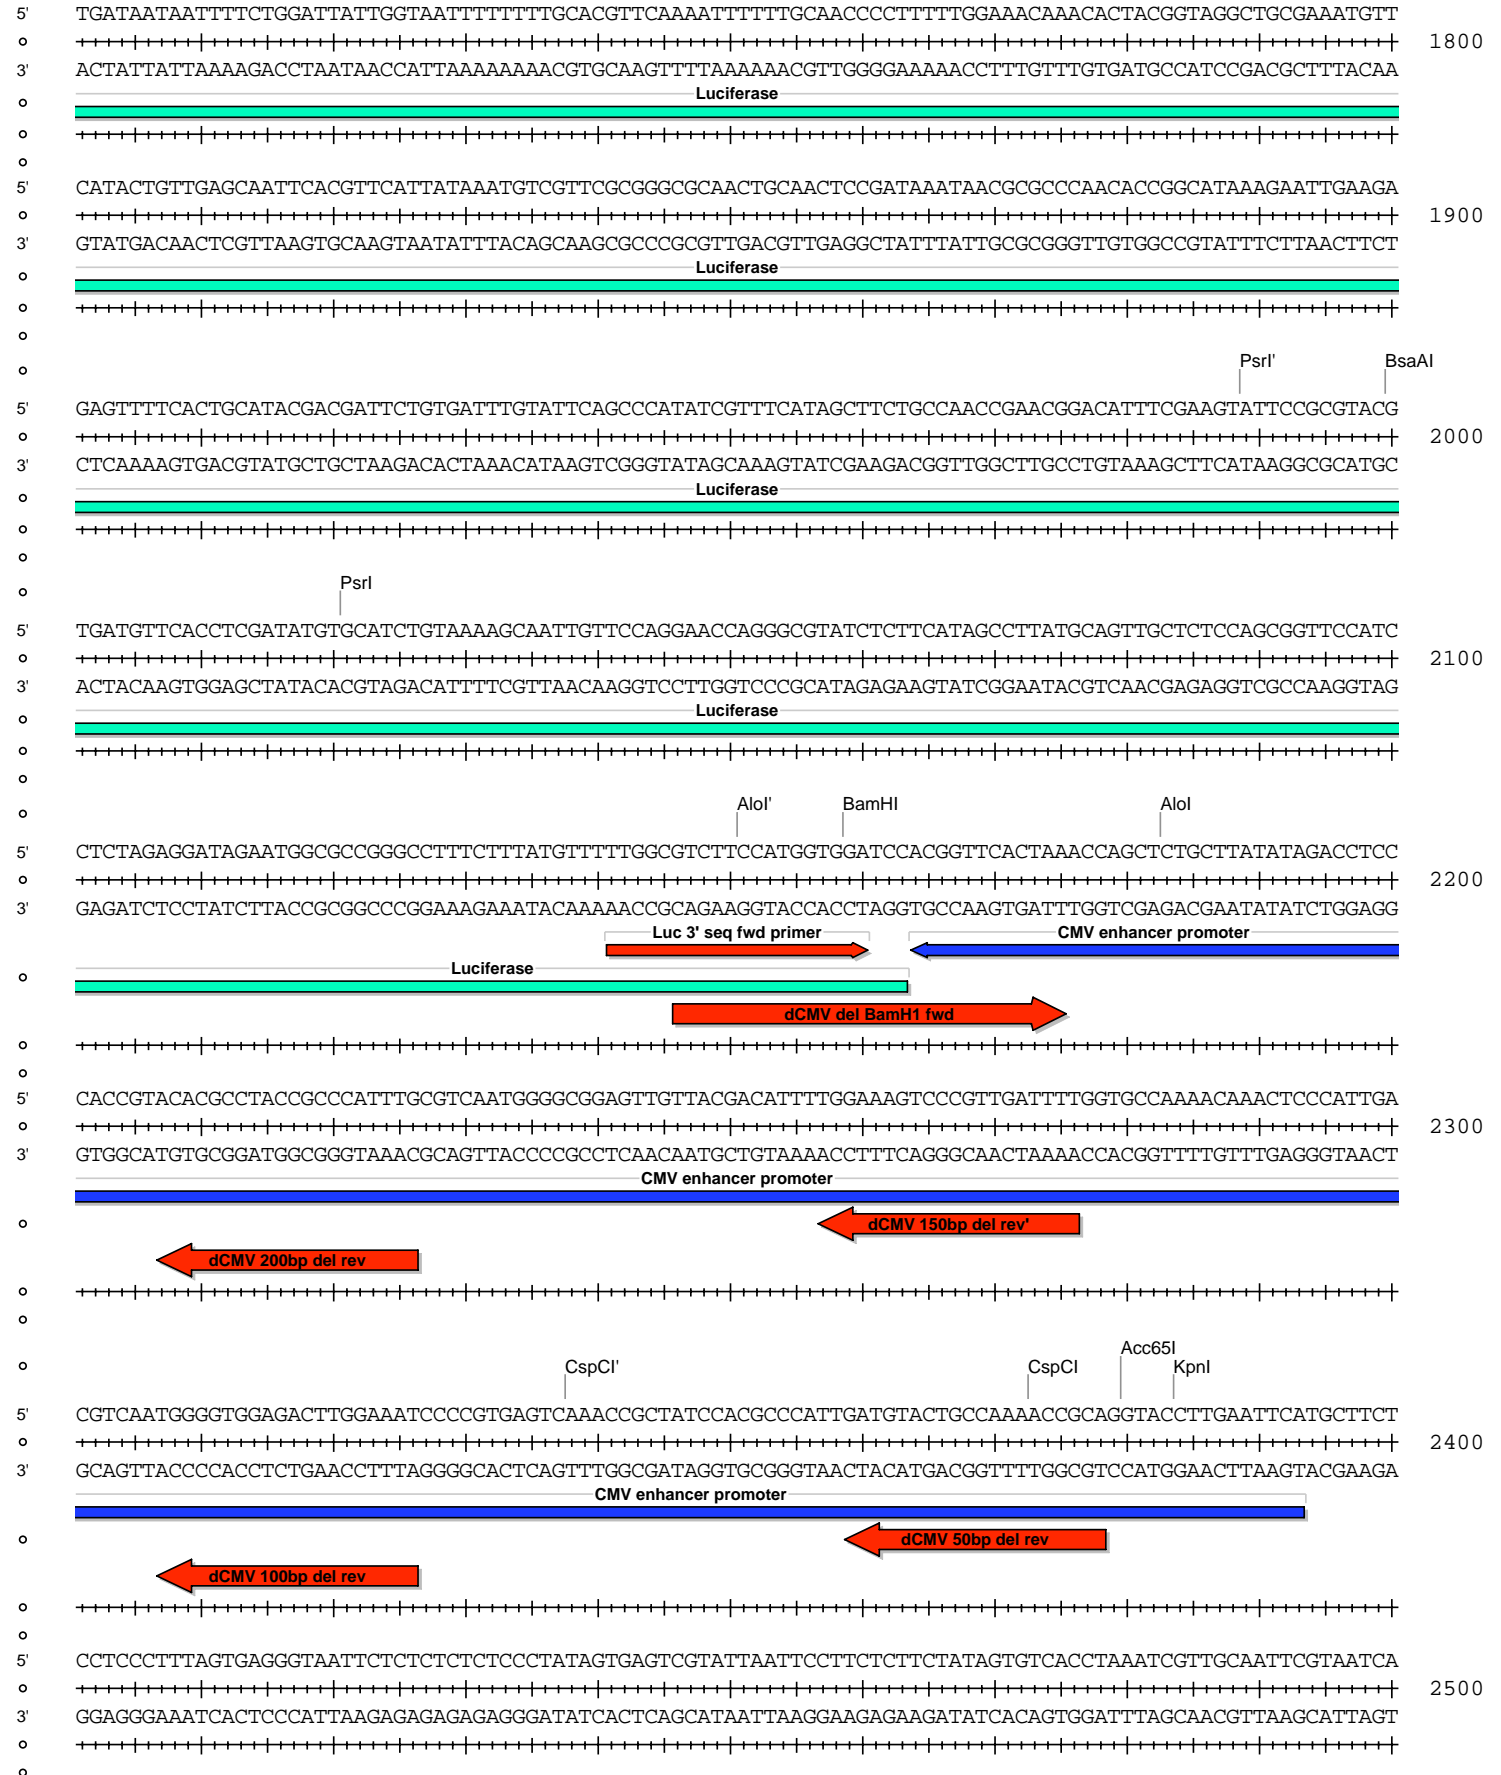 5' TGATAATAATTTTCTGGATTATTGGTAATTTTTTTTTGCACGTTCAAAATTTTTTGCAACCCCTTTTTGGAAACAAACACTACGGTAGGCTGCGAAATGTT
1800
3' ACTATTATTAAAAGACCTAATAACCATTAAAAAAAAACGTGCAAGTTTTAAAAAACGTTGGGGAAAAACCTTTGTTTGTGATGCCATCCGACGCTTTACAA
Luciferase
5' CATACTGTTGAGCAATTCACGTTCATTATAAATGTCGTTCGCGGGCGCAACTGCAACTCCGATAAATAACGCGCCCAACACCGGCATAAAGAATTGAAGA
1900
3' GTATGACAACTCGTTAAGTGCAAGTAATATTTACAGCAAGCGCCCGCGTTGACGTTGAGGCTATTTATTGCGCGGGTTGTGGCCGTATTTCTTAACTTCT
Luciferase
PsrI' BsaAI
5' GAGTTTTCACTGCATACGACGATTCTGTGATTTGTATTCAGCCCATATCGTTTCATAGCTTCTGCCAACCGAACGGACATTTCGAAGTATTCCGCGTACG
2000
3' CTCAAAAGTGACGTATGCTGCTAAGACACTAAACATAAGTCGGGTATAGCAAAGTATCGAAGACGGTTGGCTTGCCTGTAAAGCTTCATAAGGCGCATGC
Luciferase
PsrI
5' TGATGTTCACCTCGATATGTGCATCTGTAAAAGCAATTGTTCCAGGAACCAGGGCGTATCTCTTCATAGCCTTATGCAGTTGCTCTCCAGCGGTTCCATC
2100
3' ACTACAAGTGGAGCTATACACGTAGACATTTTCGTTAACAAGGTCCTTGGTCCCGCATAGAGAAGTATCGGAATACGTCAACGAGAGGTCGCCAAGGTAG
Luciferase
AloI' BamHI AloI
5' CTCTAGAGGATAGAATGGCGCCGGGCCTTTCTTTATGTTTTTGGCGTCTTCCATGGTGGATCCACGGTTCACTAAACCAGCTCTGCTTATATAGACCTCC
2200
3' GAGATCTCCTATCTTACCGCGGCCCGGAAAGAAATACAAAAACCGCAGAAGGTACCACCTAGGTGCCAAGTGATTTGGTCGAGACGAATATATCTGGAGG
Luc 3' seq fwd primer CMV enhancer promoter
Luciferase
dCMV del BamH1 fwd
5' CACCGTACACGCCTACCGCCCATTTGCGTCAATGGGGCGGAGTTGTTACGACATTTTGGAAAGTCCCGTTGATTTTGGTGCCAAAACAAACTCCCATTGA
2300
3' GTGGCATGTGCGGATGGCGGGTAAACGCAGTTACCCCGCCTCAACAATGCTGTAAAACCTTTCAGGGCAACTAAAACCACGGTTTTGTTTGAGGGTAACT
CMV enhancer promoter
dCMV 150bp del rev'
dCMV 200bp del rev
CspCI' CspCI Acc65I KpnI
5' CGTCAATGGGGTGGAGACTTGGAAATCCCCGTGAGTCAAACCGCTATCCACGCCCATTGATGTACTGCCAAAACCGCAGGTACCTTGAATTCATGCTTCT
2400
3' GCAGTTACCCCACCTCTGAACCTTTAGGGGCACTCAGTTTGGCGATAGGTGCGGGTAACTACATGACGGTTTTGGCGTCCATGGAACTTAAGTACGAAGA
CMV enhancer promoter
dCMV 50bp del rev
dCMV 100bp del rev
5' CCTCCCTTTAGTGAGGGTAATTCTCTCTCTCTCCCTATAGTGAGTCGTATTAATTCCTTCTCTTCTATAGTGTCACCTAAATCGTTGCAATTCGTAATCA
2500
3' GGAGGGAAATCACTCCCATTAAGAGAGAGAGAGGGATATCACTCAGCATAATTAAGGAAGAGAAGATATCACAGTGGATTTAGCAACGTTAAGCATTAGT